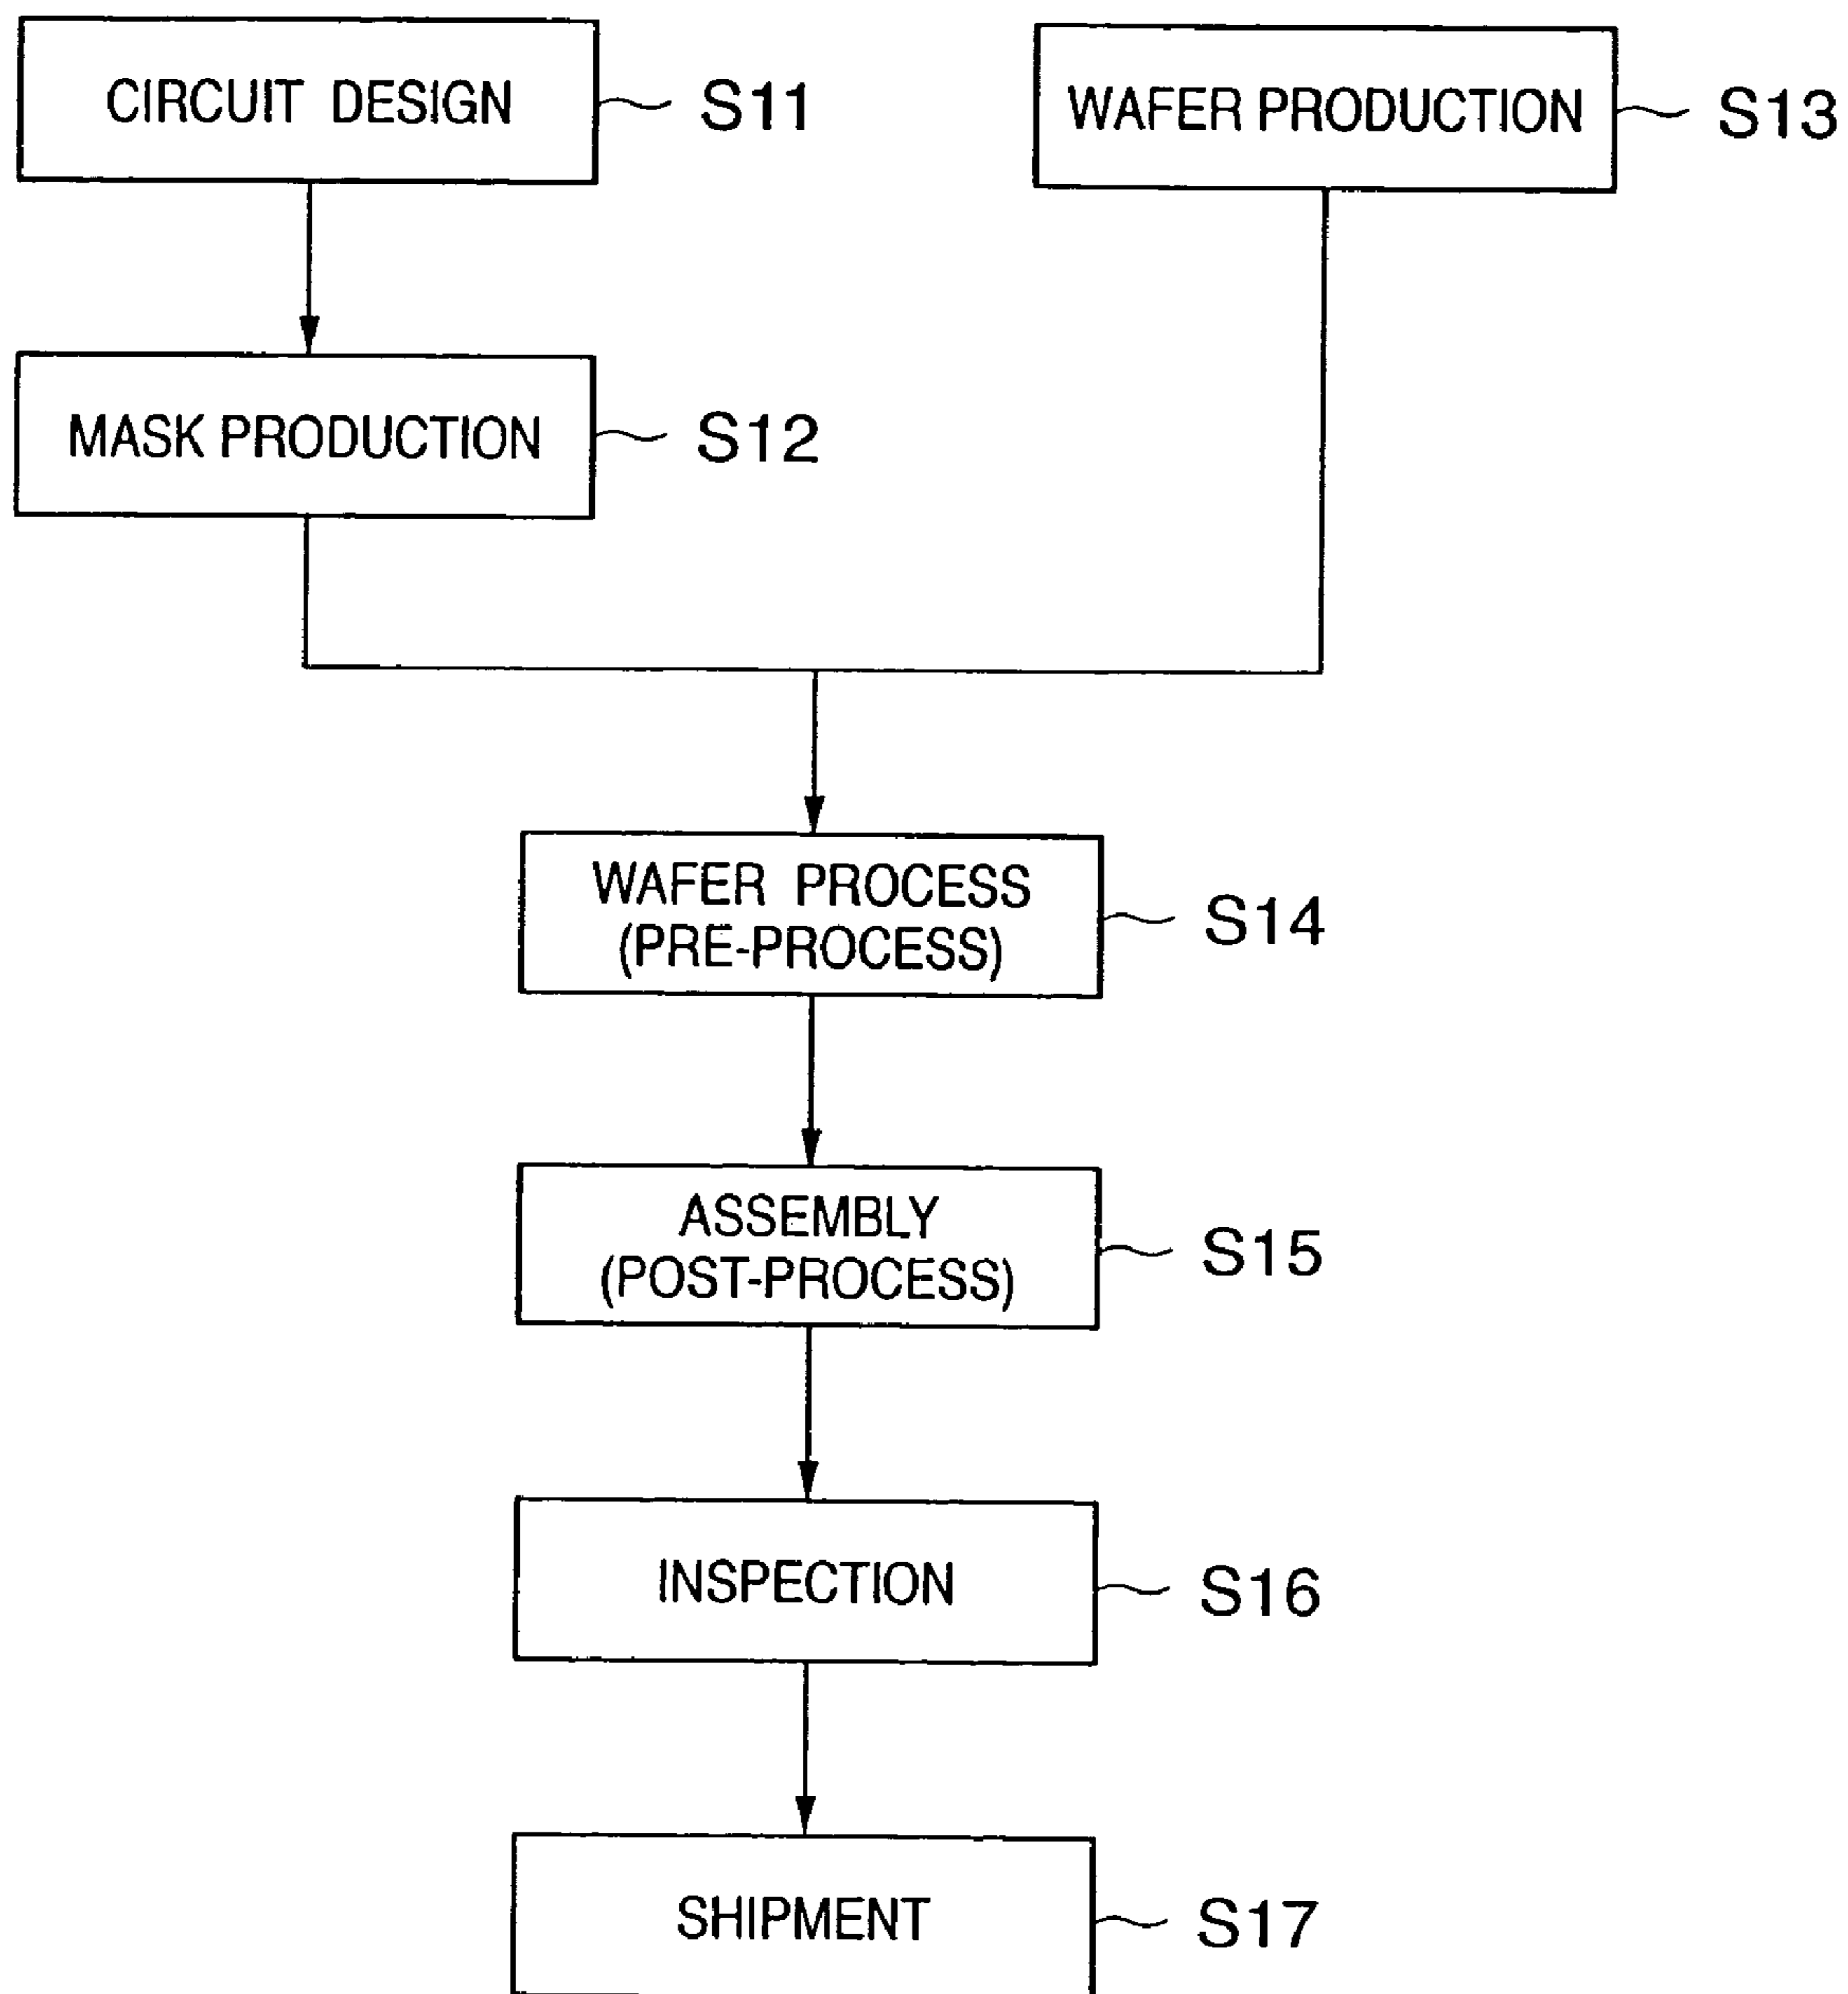 CIRCUIT DESIGN
S11
WAFER PRODUCTION
S13
MASK PRODUCTION
S12
WAFER PROCESS
(PRE-PROCESS)
S14
ASSEMBLY
(POST-PROCESS)
S15
INSPECTION
S16
SHIPMENT
S17